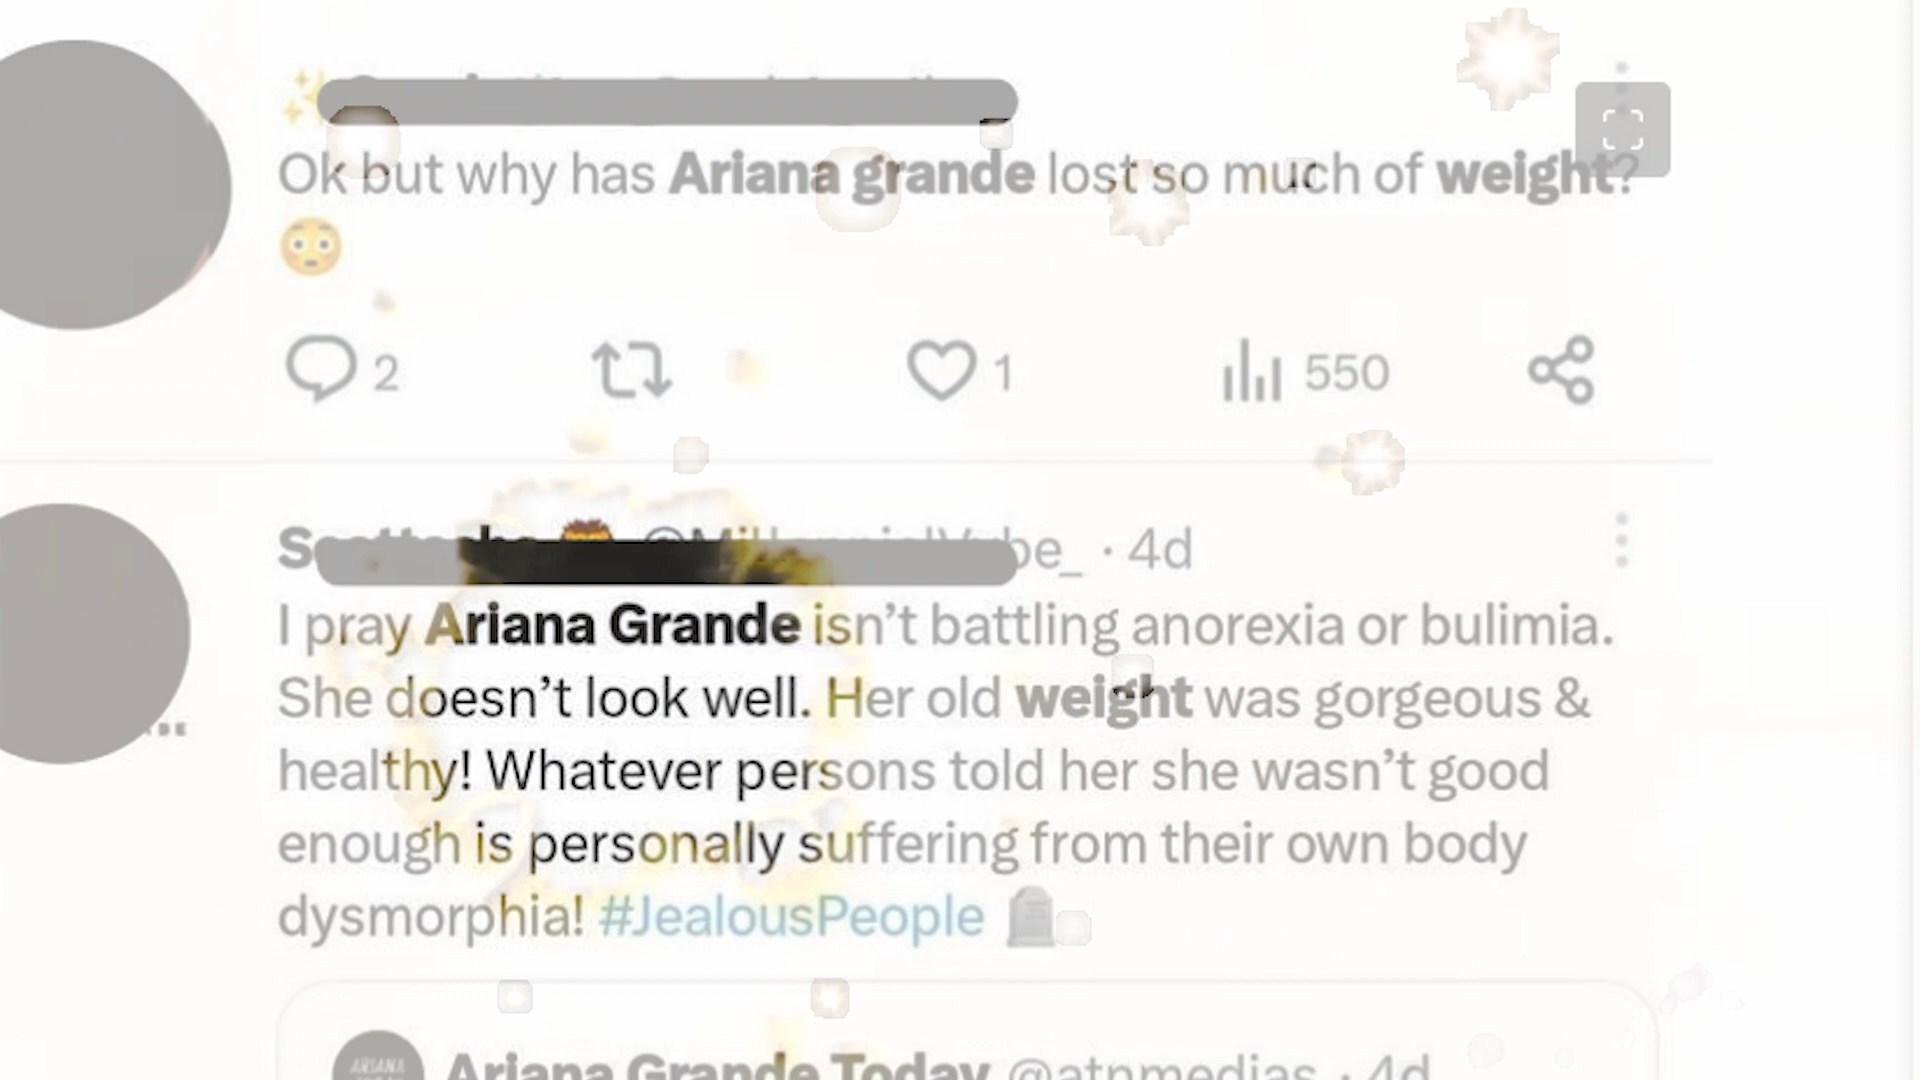 Ok but why has Ariana grande lost so much of weight?
2 1 550
be_ · 4d
I pray Ariana Grande isn’t battling anorexia or bulimia.
She doesn’t look well. Her old weight was gorgeous &
healthy! Whatever persons told her she wasn’t good
enough is personally suffering from their own body
dysmorphia! #JealousPeople
ARIANA
Ariana Grande Today @atnmedias · 4d